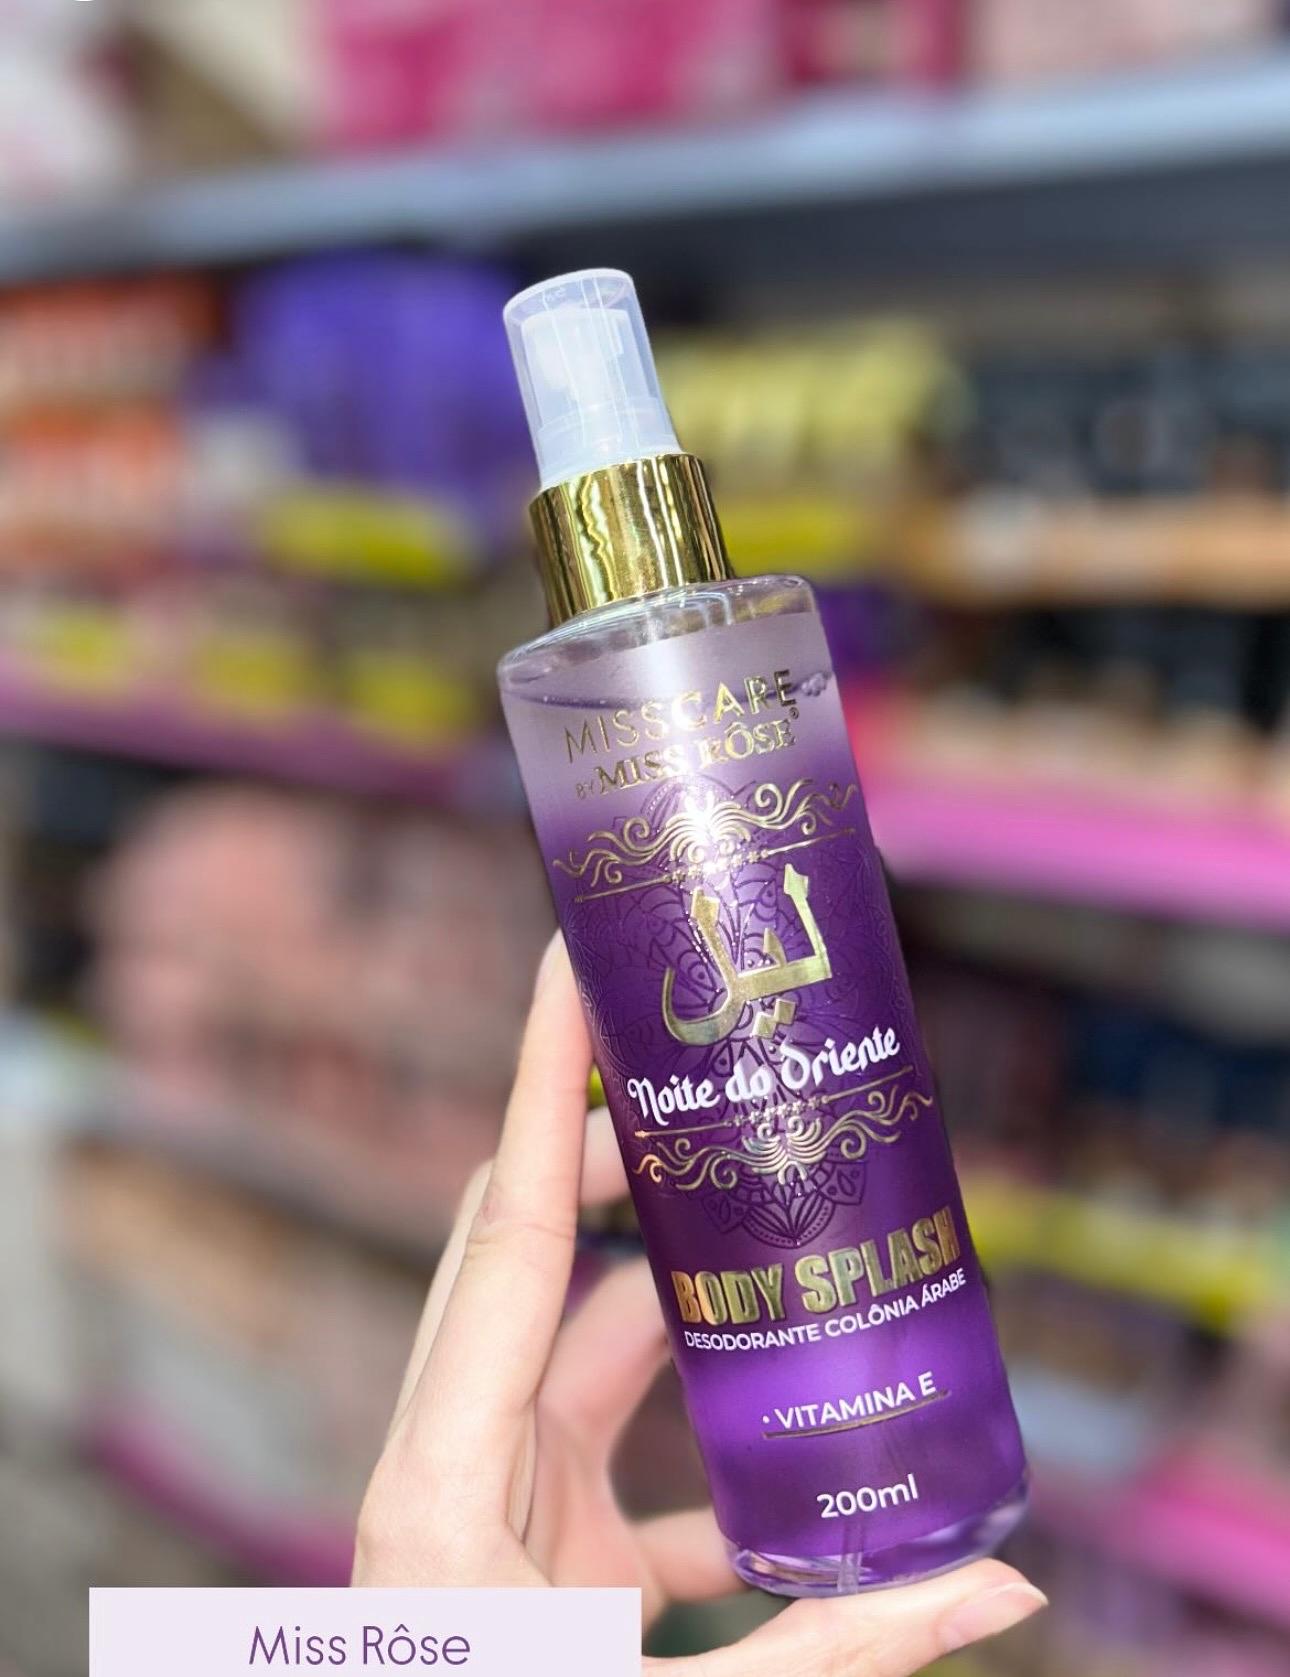 MISSCARE
BY MISS RÔSE®
ليل
Noite do Oriente
BODY SPLASH
DESODORANTE COLÔNIA ÁRABE
• VITAMINA E
200ml
Miss Rôse